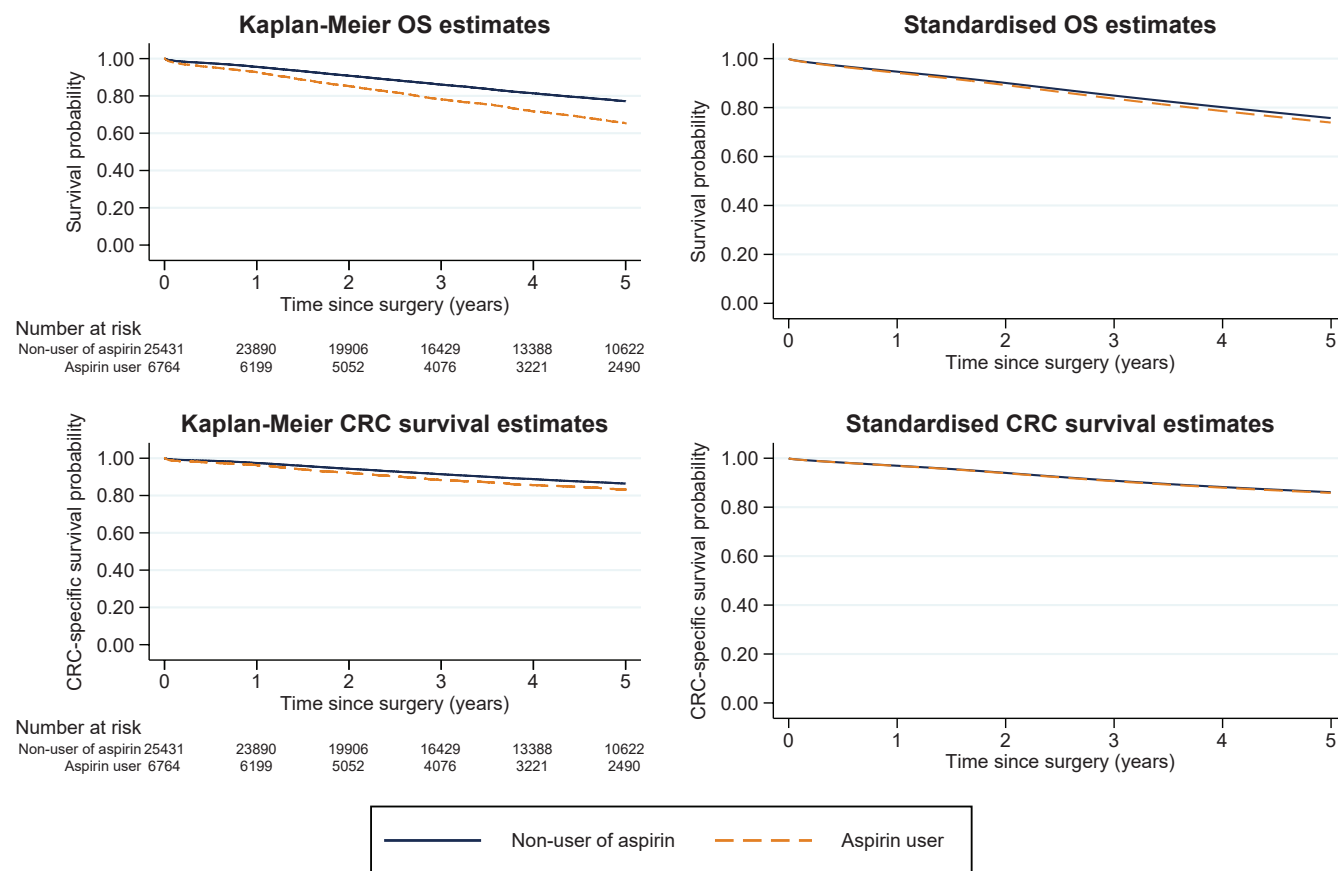 Kaplan-Meier OS estimates
Survival probability
1.00
0.80
0.60
0.40
0.20
0.00
0 1 2 3 4 5
Time since surgery (years)
Number at risk
Non-user of aspirin 25431 23890 19906 16429 13388 10622
Aspirin user 6764 6199 5052 4076 3221 2490
Standardised OS estimates
Survival probability
1.00
0.80
0.60
0.40
0.20
0.00
0 1 2 3 4 5
Time since surgery (years)
Kaplan-Meier CRC survival estimates
CRC-specific survival probability
1.00
0.80
0.60
0.40
0.20
0.00
0 1 2 3 4 5
Time since surgery (years)
Number at risk
Non-user of aspirin 25431 23890 19906 16429 13388 10622
Aspirin user 6764 6199 5052 4076 3221 2490
Standardised CRC survival estimates
CRC-specific survival probability
1.00
0.80
0.60
0.40
0.20
0.00
0 1 2 3 4 5
Time since surgery (years)
Non-user of aspirin Aspirin user